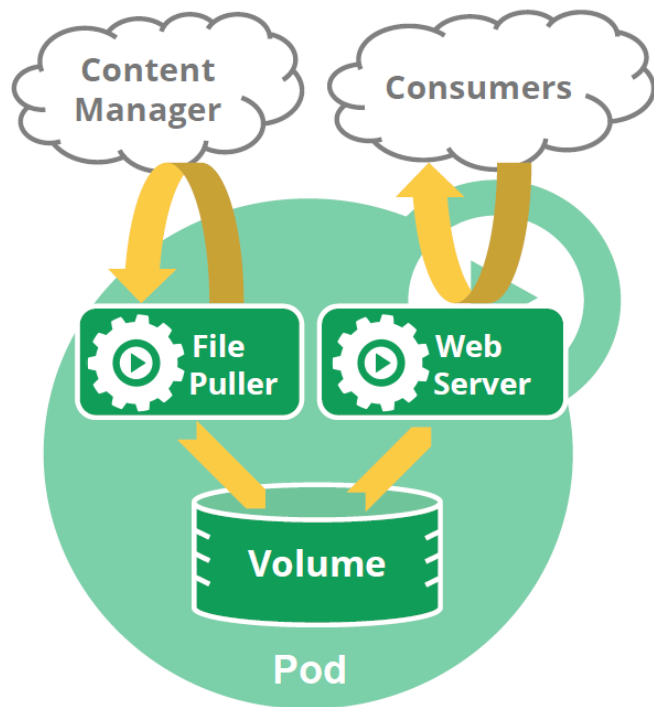 Content
Manager
Consumers
File
Puller
Web
Server
Volume
Pod